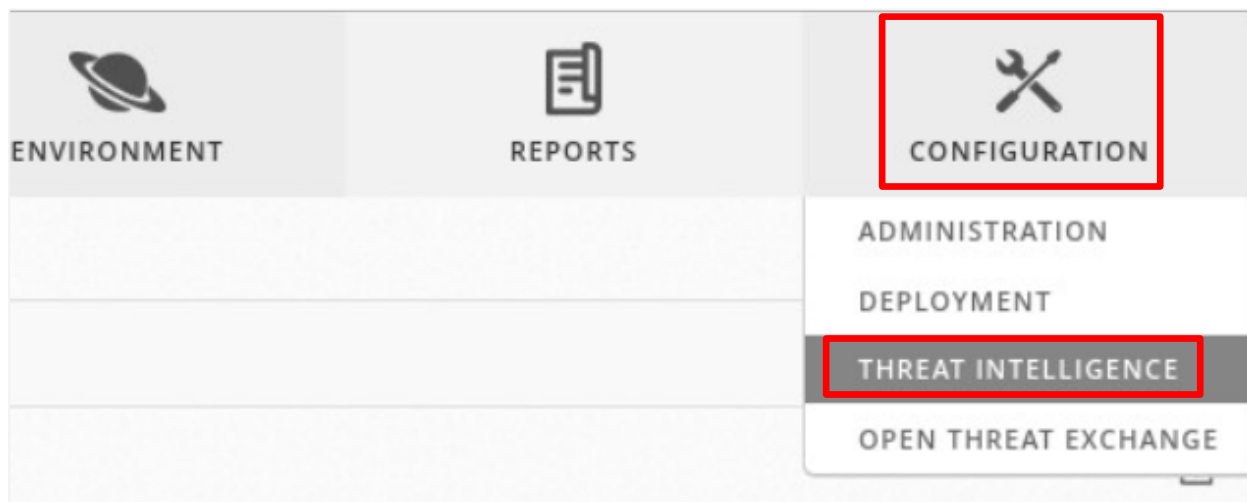 ENVIRONMENT
REPORTS
CONFIGURATION
ADMINISTRATION
DEPLOYMENT
THREAT INTELLIGENCE
OPEN THREAT EXCHANGE